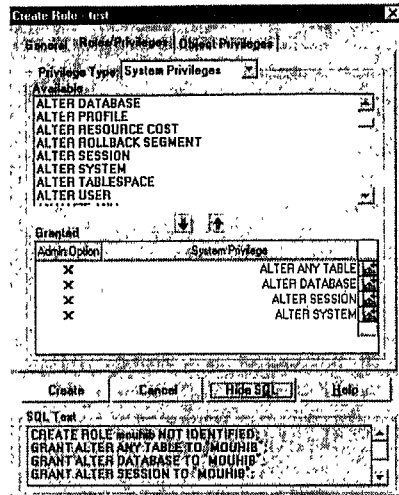 Create Role - test
General Roles/Privileges Object Privileges
Privilege Type: System Privileges
Available
ALTER DATABASE
ALTER PROFILE
ALTER RESOURCE COST
ALTER ROLLBACK SEGMENT
ALTER SESSION
ALTER SYSTEM
ALTER TABLESPACE
ALTER USER
Granted
Admin Option System Privilege
ALTER ANY TABLE
ALTER DATABASE
ALTER SESSION
ALTER SYSTEM
Create Cancel Hide SQL Help
SQL Text
CREATE ROLE mouhib NOT IDENTIFIED;
GRANT ALTER ANY TABLE TO "MOUHIB"
GRANT ALTER DATABASE TO "MOUHIB"
GRANT ALTER SESSION TO "MOUHIB"